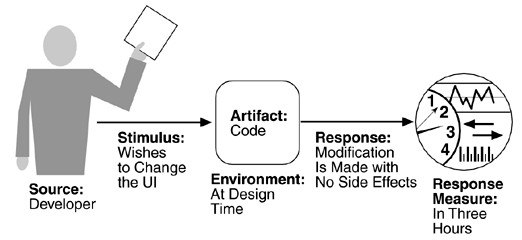 Source:
Developer
Stimulus:
Wishes
to Change
the UI
Artifact:
Code
Environment:
At Design
Time
Response:
Modification
Is Made with
No Side Effects
1
2
3
4
Response
Measure:
In Three
Hours